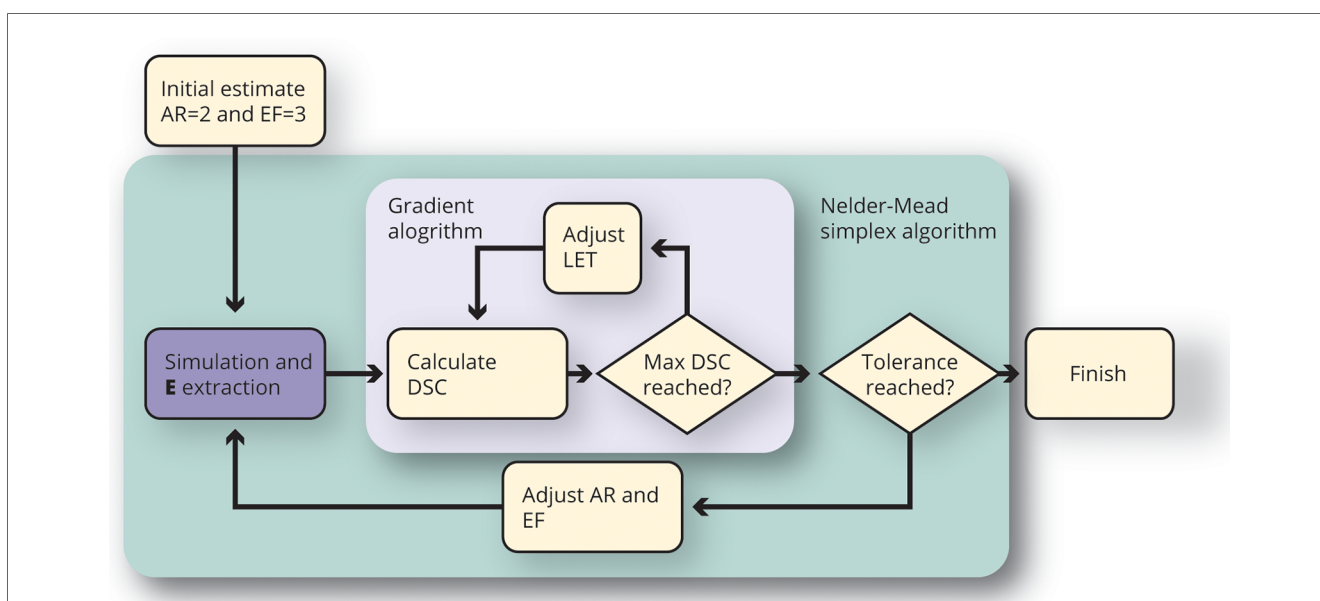 Initial estimate
AR=2 and EF=3
Gradient
alogrithm
Nelder-Mead
simplex algorithm
Adjust
LET
Simulation and
E extraction
Calculate
DSC
Max DSC
reached?
Tolerance
reached?
Finish
Adjust AR and
EF